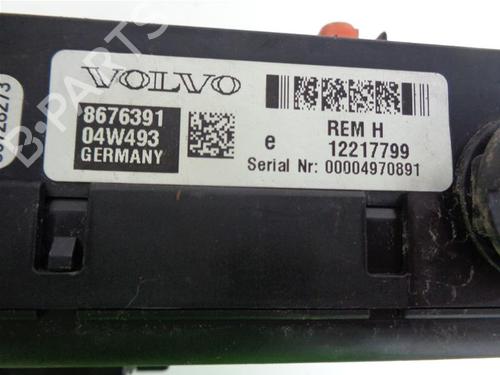 VOLVO
8676391
04W493
GERMANY
e
REM H
12217799
Serial Nr: 00004970891
B-PARTS